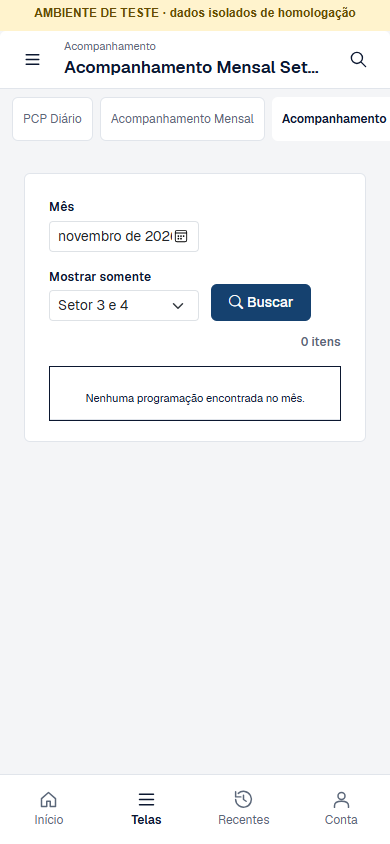 AMBIENTE DE TESTE · dados isolados de homologação
Acompanhamento
Acompanhamento Mensal Set...
PCP Diário
Acompanhamento Mensal
Acompanhamento
Mês
novembro de 202
Mostrar somente
Setor 3 e 4
Buscar
0 itens
Nenhuma programação encontrada no mês.
Início
Telas
Recentes
Conta